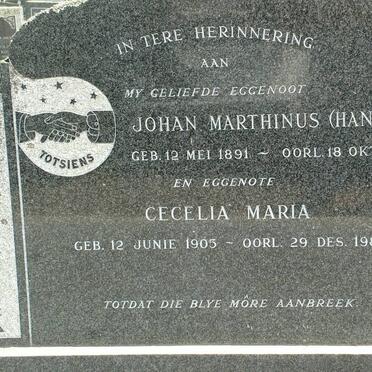 IN TERE HERINNERING
AAN
MY GELIEFDE EGGENOOT
JOHAN MARTHINUS (HAN
GEB. 12 MEI 1891 ~ OORL. 18 OKT
EN EGGENOTE
CECELIA MARIA
GEB. 12 JUNIE 1905 ~ OORL. 29 DES. 19
TOTSIENS
TOTDAT DIE BLYE MÔRE AANBREEK.